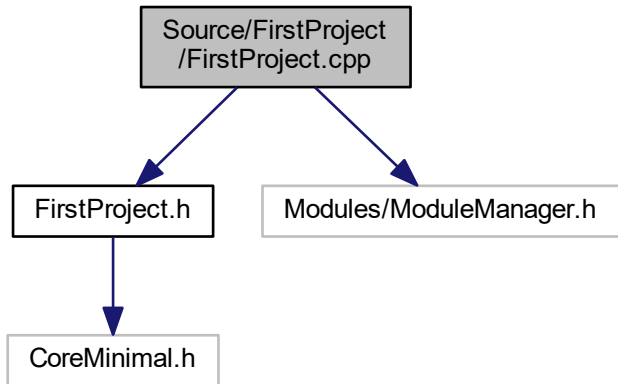 Source/FirstProject
/FirstProject.cpp
FirstProject.h
Modules/ModuleManager.h
CoreMinimal.h